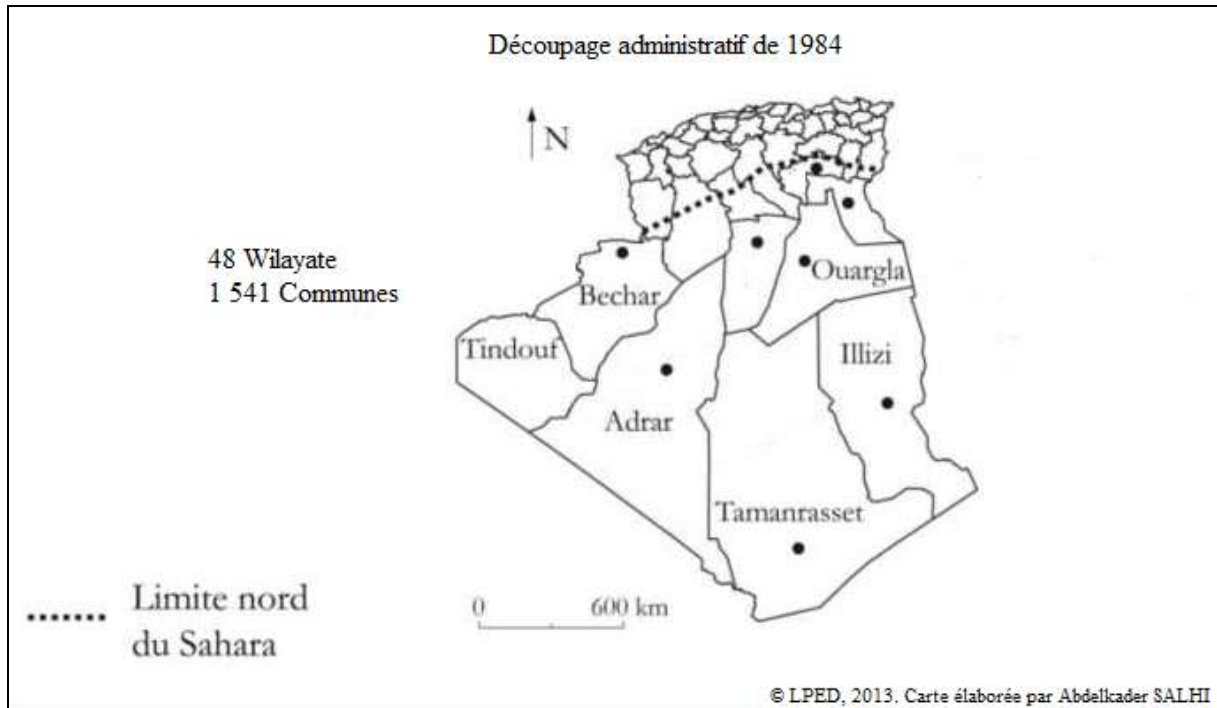 Découpage administratif de 1984
N
48 Wilayate
1 541 Communes
Ouargla
Bechar
Tindouf
Illizi
Adrar
Tamanrasset
Limite nord
du Sahara
0 600 km
© LPED, 2013. Carte élaborée par Abdelkader SALHI